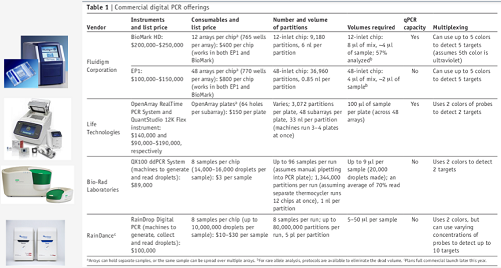 Table 1 | Commercial digital PCR offerings
Vendor
Instruments
and list price
Consumables and
list price
Number and volume
of partitions
Volumes required
qPCR
capacity
Multiplexing
Fluidigm
Corporation
BioMark HD:
$200,000–$250,000
12 arrays per chipᵃ (765 wells
per array): $400 per chip
(works in both EP1 and
BioMark)
12-inlet chip: 9,180
partitions, 6 nl per
partition
12-inlet chip:
8 µl of mix, ~4 µl
of sample; 57%
analyzedᵇ
Yes
Can use up to 5 colors
to detect 5 targets
(assumes 5th color is
ultraviolet)
EP1:
$100,000–$150,000
48 arrays per chipᵃ (770 wells
per array): $800 per chip
(works in both EP1 and
BioMark)
48-inlet chip: 36,960
partitions, 0.85 nl per
partition
48-inlet chip:
4 µl of mix, ~2 µl of
sampleᵇ
No
Can use up to 5 colors
to detect 5 targets
Life
Technologies
OpenArray RealTime
PCR System and
QuantStudio 12K Flex
instrument:
$140,000 and
$90,000–$190,000,
respectively
OpenArray platesᵃ (64 holes
per subarray): $150 per plate
Varies; 3,072 partitions
per plate, 48 subarrays per
plate, 33 nl per partition
(machines run 3–4 plates
at once)
100 µl of sample
per plate (across 48
arrays)
Yes
Uses 2 colors of probes
to detect 2 targets
Bio-Rad
Laboratories
QX100 ddPCR System
(machines to generate
and read droplets):
$89,000
8 samples per chip
(14,000–16,000 droplets per
sample): $3 per sample
Up to 96 samples per run
(assumes manual pipetting
into PCR plate); 1,344,000
partitions per run (assuming
separate thermocycler runs
12 chips at once), 1 nl per
partition
Up to 9 µl per
sample (20,000
droplets made); an
average of 70% read
No
Uses 2 colors to detect
2 targets
RainDanceᶜ
RainDrop Digital
PCR (machines to
generate, collect
and read droplets):
$100,000
8 samples per chip (up to
10,000,000 droplets per
sample): $10–$30 per sample
8 samples per run; up to
80,000,000 partitions per
run, 5 pl per partition
5–50 µl per sample
No
Uses 2 colors, but
can use varying
concentrations of
probes to detect up to
10 targets
ᵃArrays can hold separate samples, or the same sample can be spread over multiple arrays. ᵇFor rare allele analysis, protocols are available to eliminate the dead volume. ᶜPlans full commercial launch later this year.